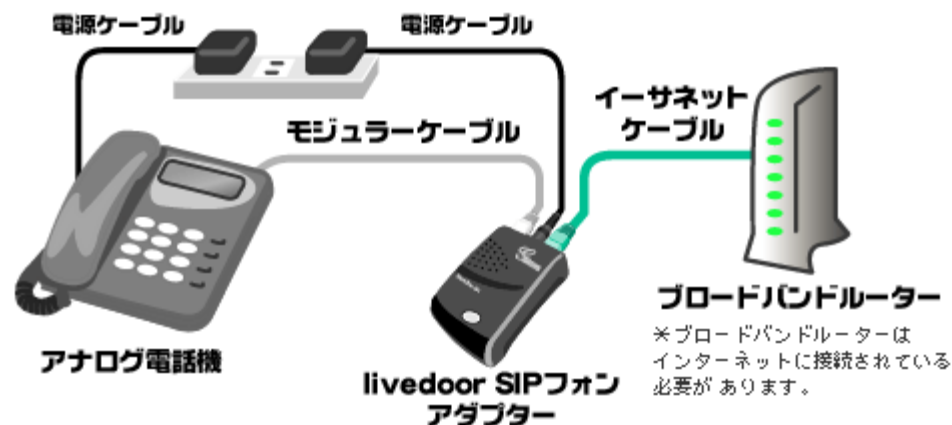 電源ケーブル
電源ケーブル
イーサネット
ケーブル
モジュラーケーブル
ブロードバンドルーター
※ブロードバンドルーターは
インターネットに接続されている
必要があります。
アナログ電話機
livedoor SIPフォン
アダプター